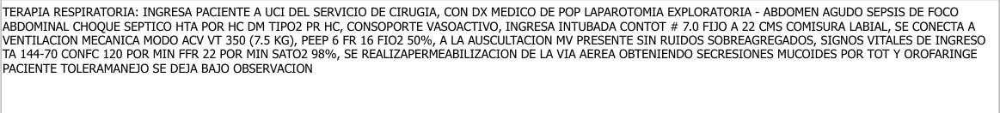 TERAPIA RESPIRATORIA: INGRESA PACIENTE A UCI DEL SERVICIO DE CIRUGIA, CON DX MEDICO DE POP LAPAROTOMIA EXPLORATORIA - ABDOMEN AGUDO SEPSIS DE FOCO
ABDOMINAL CHOQUE SEPTICO HTA POR HC DM TIPO2 PR HC, CONSOPORTE VASOACTIVO, INGRESA INTUBADA CONTOT # 7.0 FIJO A 22 CMS COMISURA LABIAL, SE CONECTA A
VENTILACION MECANICA MODO ACV VT 350 (7.5 KG), PEEP 6 FR 16 FIO2 50%, A LA AUSCULTACION MV PRESENTE SIN RUIDOS SOBREAGREGADOS, SIGNOS VITALES DE INGRESO
TA 144-70 CONFC 120 POR MIN FFR 22 POR MIN SATO2 98%, SE REALIZAPERMEABILIZACION DE LA VIA AEREA OBTENIENDO SECRESIONES MUCOIDES POR TOT Y OROFARINGE
PACIENTE TOLERAMANEJO SE DEJA BAJO OBSERVACION